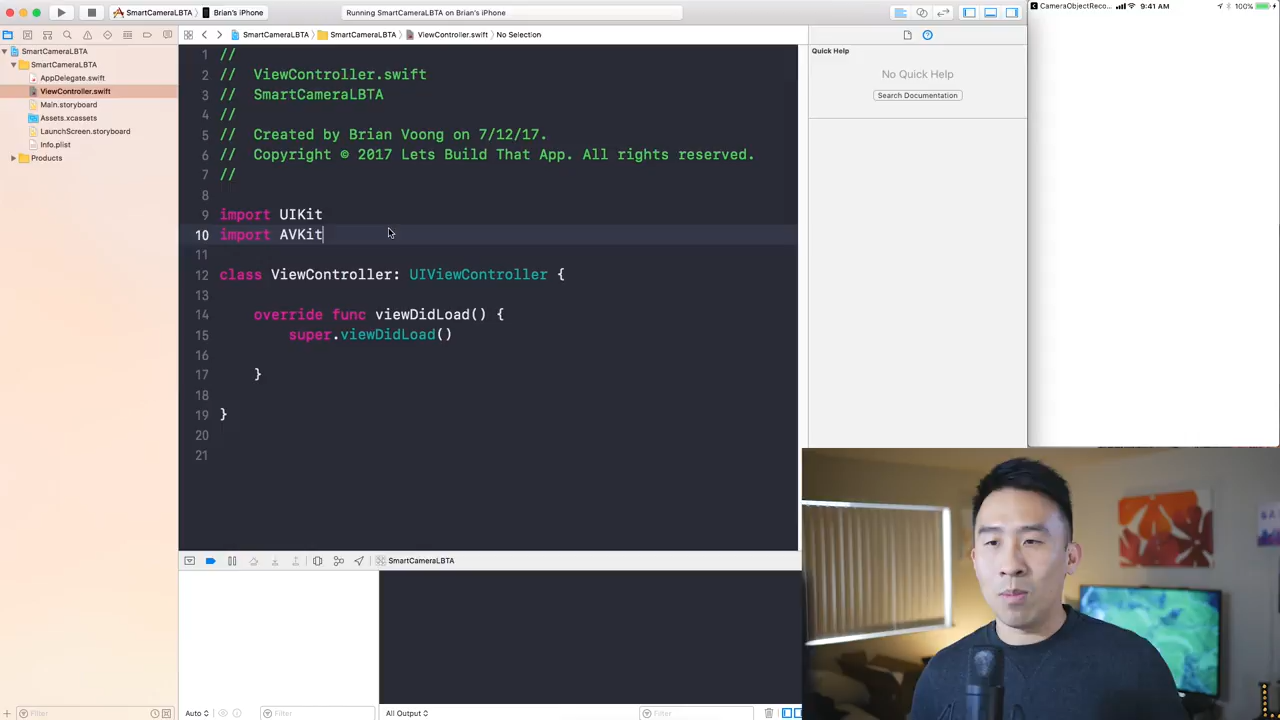 SmartCameraLBTA
Brian's iPhone
Running SmartCameraLBTA on Brian's iPhone
CameraObjectReco...
9:41 AM
100%
SmartCameraLBTA
SmartCameraLBTA
ViewController.swift
No Selection
SmartCameraLBTA
SmartCameraLBTA
AppDelegate.swift
ViewController.swift
Main.storyboard
Assets.xcassets
LaunchScreen.storyboard
Info.plist
Products
1 //
2 // ViewController.swift
3 // SmartCameraLBTA
4 //
5 // Created by Brian Voong on 7/12/17.
6 // Copyright © 2017 Lets Build That App. All rights reserved.
7 //
8
9 import UIKit
10 import AVKit
11
12 class ViewController: UIViewController {
13
14 override func viewDidLoad() {
15 super.viewDidLoad()
16
17 }
18
19 }
20
21
Quick Help
No Quick Help
Search Documentation
SmartCameraLBTA
Filter
Auto
Filter
All Output
Filter